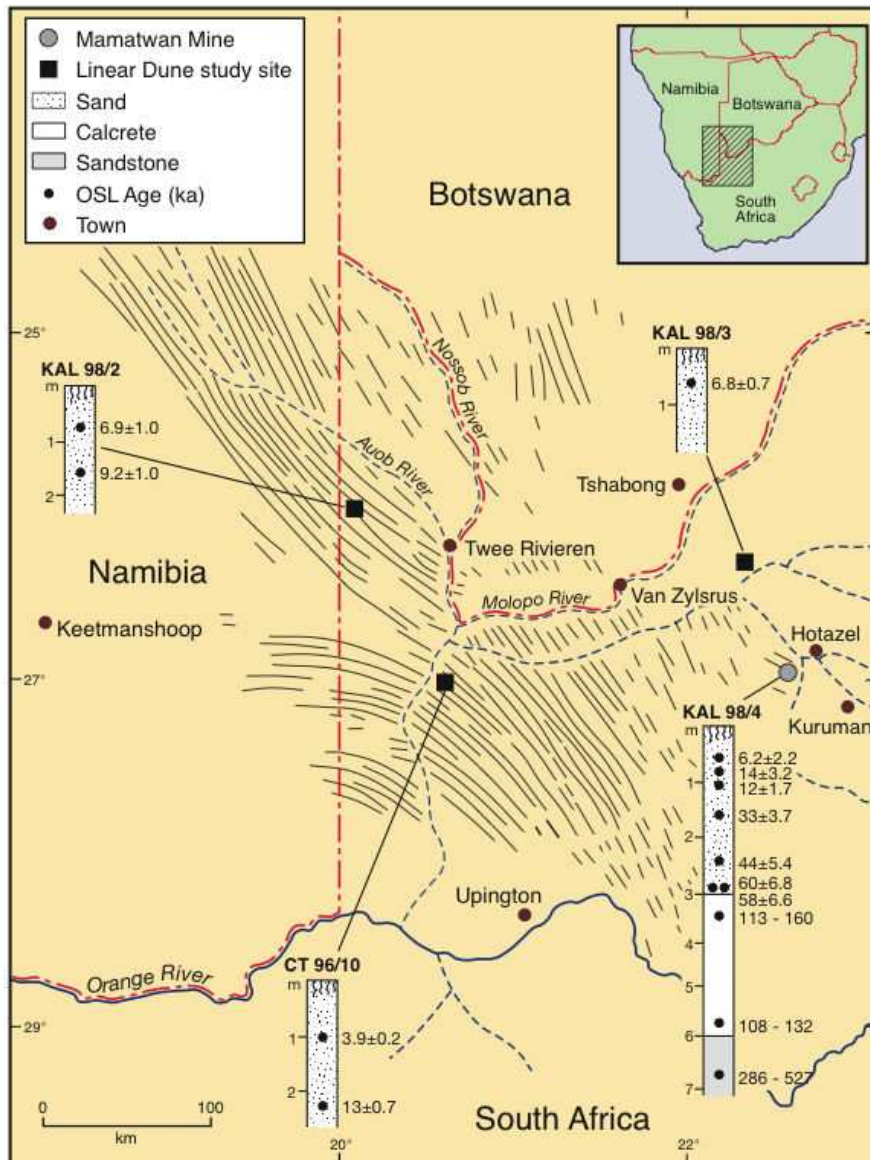 Mamatwan Mine
Linear Dune study site
Sand
Calcrete
Sandstone
OSL Age (ka)
Town
Namibia
Botswana
South
Africa
Botswana
25°
KAL 98/2
m
1
2
6.9±1.0
9.2±1.0
Nossob River
Auob River
KAL 98/3
m
1
6.8±0.7
Tshabong
Twee Rivieren
Namibia
Molopo River
Van Zylsrus
Keetmanshoop
Hotazel
27°
KAL 98/4
Kuruman
m
6.2±2.2
14±3.2
1
12±1.7
33±3.7
2
44±5.4
60±6.8
3
58±6.6
113 - 160
4
5
108 - 132
6
286 - 527
7
Upington
Orange River
CT 96/10
m
1
3.9±0.2
2
13±0.7
29°
South Africa
0
100
km
20°
22°